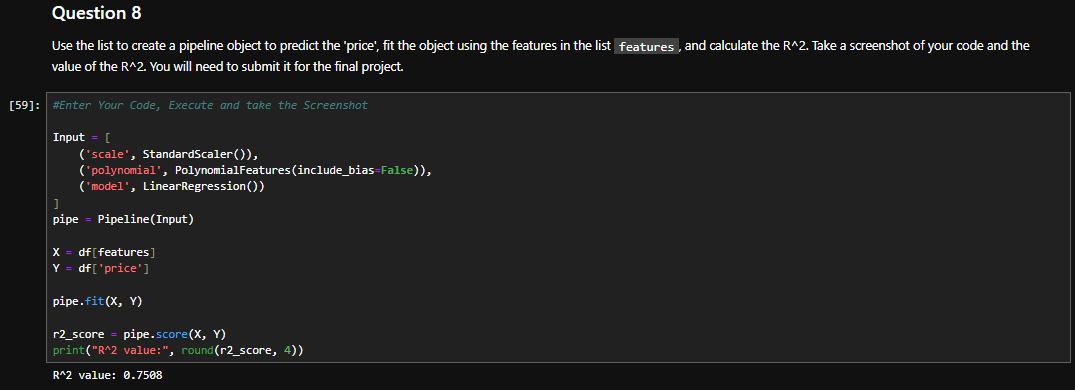 Question 8
Use the list to create a pipeline object to predict the 'price', fit the object using the features in the list features, and calculate the R^2. Take a screenshot of your code and the
value of the R^2. You will need to submit it for the final project.
[59]: #Enter Your Code, Execute and take the Screenshot
Input = [
    ('scale', StandardScaler()),
    ('polynomial', PolynomialFeatures(include_bias=False)),
    ('model', LinearRegression())
]
pipe = Pipeline(Input)
X = df[features]
Y = df['price']
pipe.fit(X, Y)
r2_score = pipe.score(X, Y)
print("R^2 value:", round(r2_score, 4))
R^2 value: 0.7508